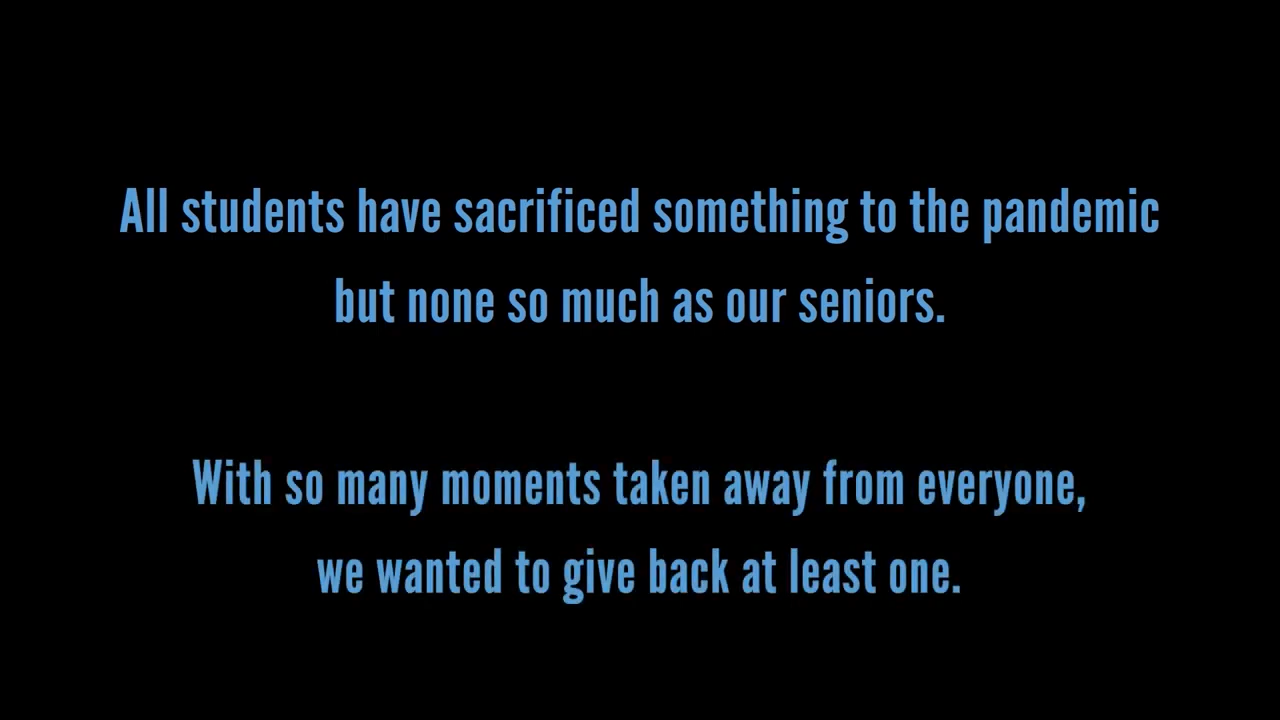 All students have sacrificed something to the pandemic
but none so much as our seniors.
With so many moments taken away from everyone,
we wanted to give back at least one.